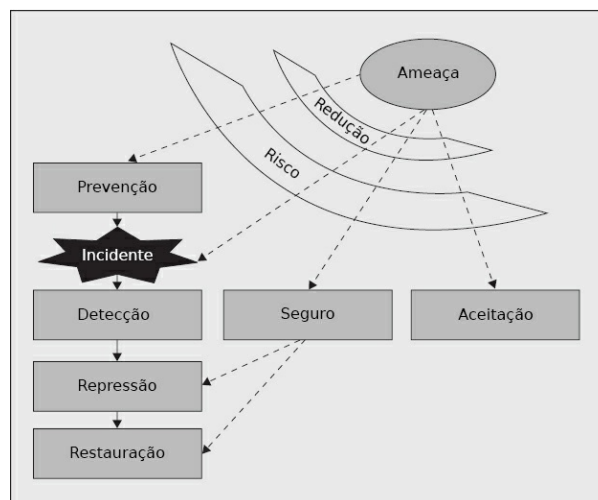 Ameaça
Redução
Risco
Prevenção
Incidente
Detecção
Seguro
Aceitação
Repressão
Restauração